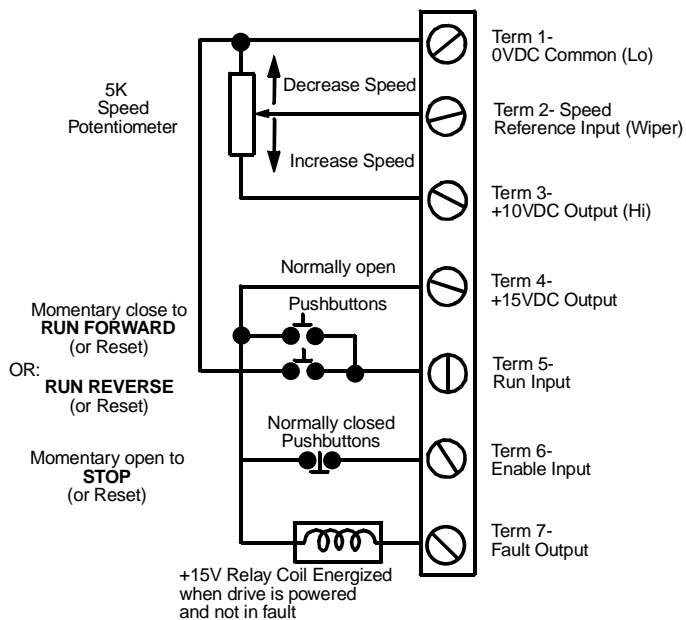 Term 1-
0VDC Common (Lo)
5K
Speed
Potentiometer
Decrease Speed
Term 2- Speed
Reference Input (Wiper)
Increase Speed
Term 3-
+10VDC Output (Hi)
Normally open
Pushbuttons
Term 4-
+15VDC Output
Momentary close to
RUN FORWARD
(or Reset)
OR:
RUN REVERSE
(or Reset)
Term 5-
Run Input
Normally closed
Pushbuttons
Momentary open to
STOP
(or Reset)
Term 6-
Enable Input
Term 7-
Fault Output
+15V Relay Coil Energized
when drive is powered
and not in fault